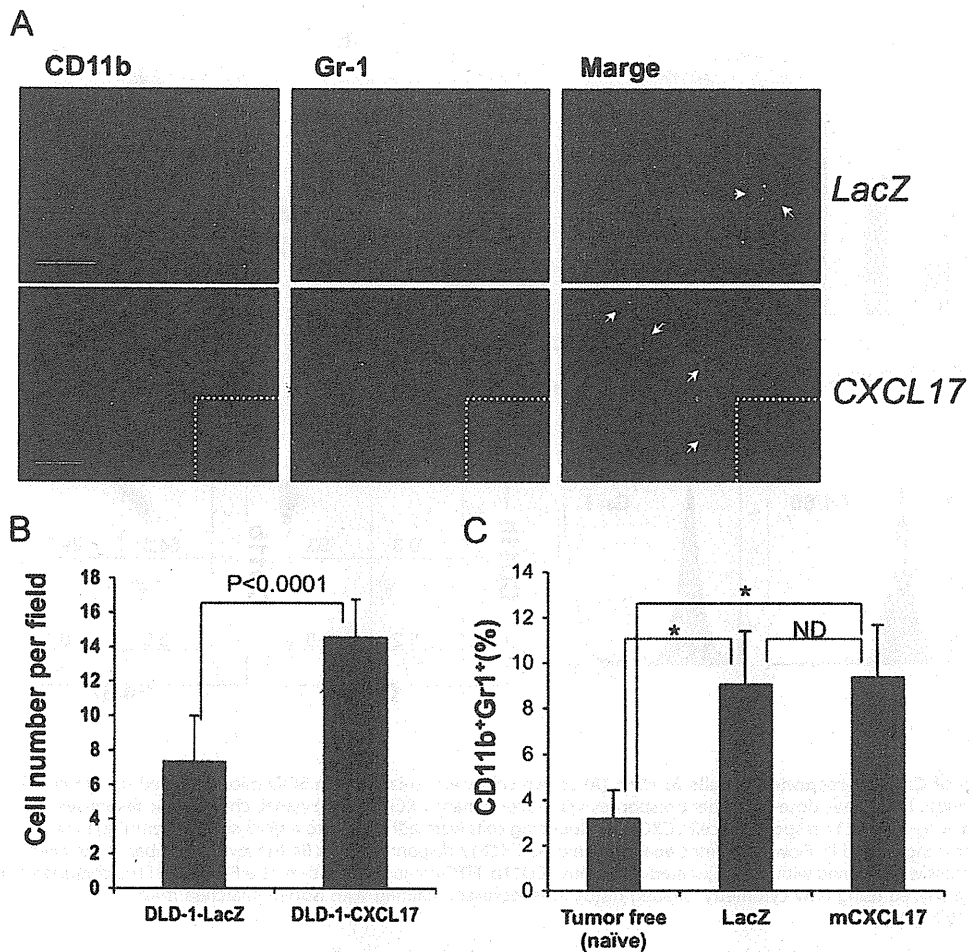 A
CD11b Gr-1 Marge
LacZ
CXCL17
B
Cell number per field
18
16
14
12
10
8
6
4
2
0
P<0.0001
DLD-1-LacZ DLD-1-CXCL17
C
CD11b⁺Gr1⁺(%)
14
12
10
8
6
4
2
0
*
* ND
Tumor free LacZ mCXCL17
(naïve)